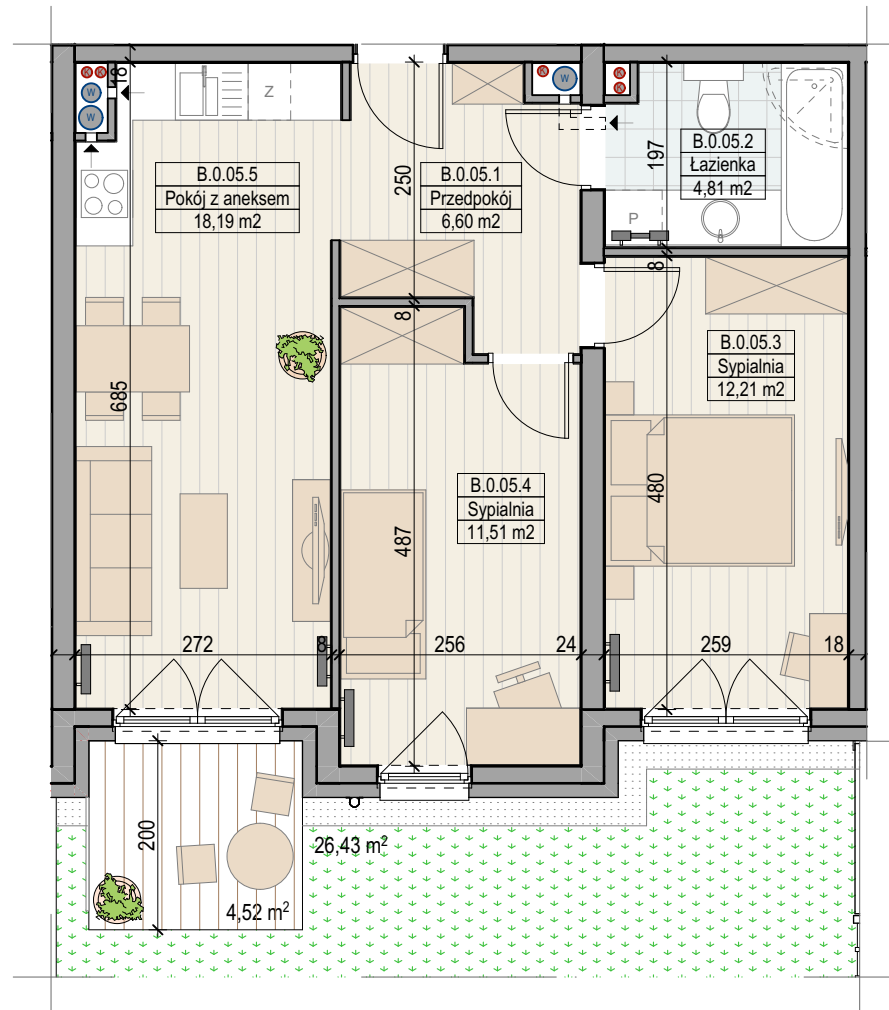 18
K K
W
W
Z
K
W
K
K
B.0.05.5
Pokój z aneksem
18,19 m2
250
B.0.05.1
Przedpokój
6,60 m2
197
B.0.05.2
Łazienka
4,81 m2
P
8
8
685
B.0.05.3
Sypialnia
12,21 m2
B.0.05.4
Sypialnia
11,51 m2
480
487
272
8
256
24
259
18
200
26,43 m²
4,52 m²